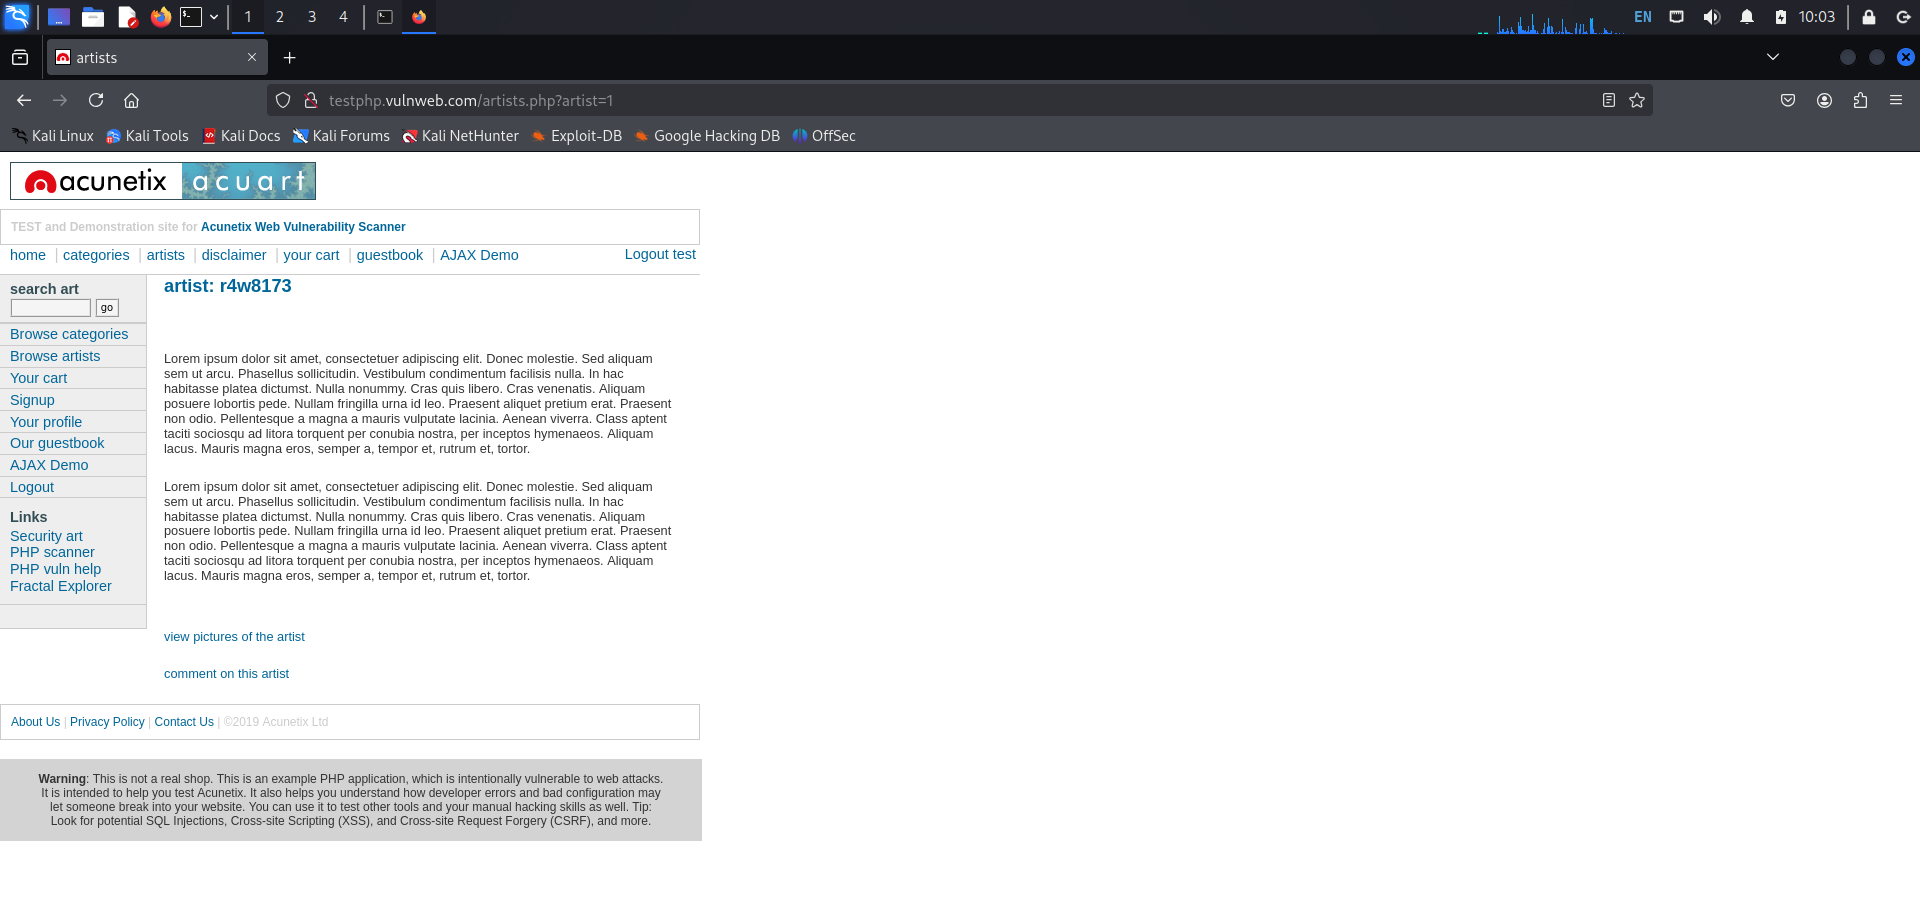 1 2 3 4 EN 10:03
artists
testphp.vulnweb.com/artists.php?artist=1
Kali Linux Kali Tools Kali Docs Kali Forums Kali NetHunter Exploit-DB Google Hacking DB OffSec
acunetix acuart
TEST and Demonstration site for Acunetix Web Vulnerability Scanner
home | categories | artists | disclaimer | your cart | guestbook | AJAX Demo Logout test
search art
go
Browse categories
Browse artists
Your cart
Signup
Your profile
Our guestbook
AJAX Demo
Logout
Links
Security art
PHP scanner
PHP vuln help
Fractal Explorer
artist: r4w8173
Lorem ipsum dolor sit amet, consectetuer adipiscing elit. Donec molestie. Sed aliquam
sem ut arcu. Phasellus sollicitudin. Vestibulum condimentum facilisis nulla. In hac
habitasse platea dictumst. Nulla nonummy. Cras quis libero. Cras venenatis. Aliquam
posuere lobortis pede. Nullam fringilla urna id leo. Praesent aliquet pretium erat. Praesent
non odio. Pellentesque a magna a mauris vulputate lacinia. Aenean viverra. Class aptent
taciti sociosqu ad litora torquent per conubia nostra, per inceptos hymenaeos. Aliquam
lacus. Mauris magna eros, semper a, tempor et, rutrum et, tortor.
Lorem ipsum dolor sit amet, consectetuer adipiscing elit. Donec molestie. Sed aliquam
sem ut arcu. Phasellus sollicitudin. Vestibulum condimentum facilisis nulla. In hac
habitasse platea dictumst. Nulla nonummy. Cras quis libero. Cras venenatis. Aliquam
posuere lobortis pede. Nullam fringilla urna id leo. Praesent aliquet pretium erat. Praesent
non odio. Pellentesque a magna a mauris vulputate lacinia. Aenean viverra. Class aptent
taciti sociosqu ad litora torquent per conubia nostra, per inceptos hymenaeos. Aliquam
lacus. Mauris magna eros, semper a, tempor et, rutrum et, tortor.
view pictures of the artist
comment on this artist
About Us | Privacy Policy | Contact Us | ©2019 Acunetix Ltd
Warning: This is not a real shop. This is an example PHP application, which is intentionally vulnerable to web attacks.
It is intended to help you test Acunetix. It also helps you understand how developer errors and bad configuration may
let someone break into your website. You can use it to test other tools and your manual hacking skills as well. Tip:
Look for potential SQL Injections, Cross-site Scripting (XSS), and Cross-site Request Forgery (CSRF), and more.